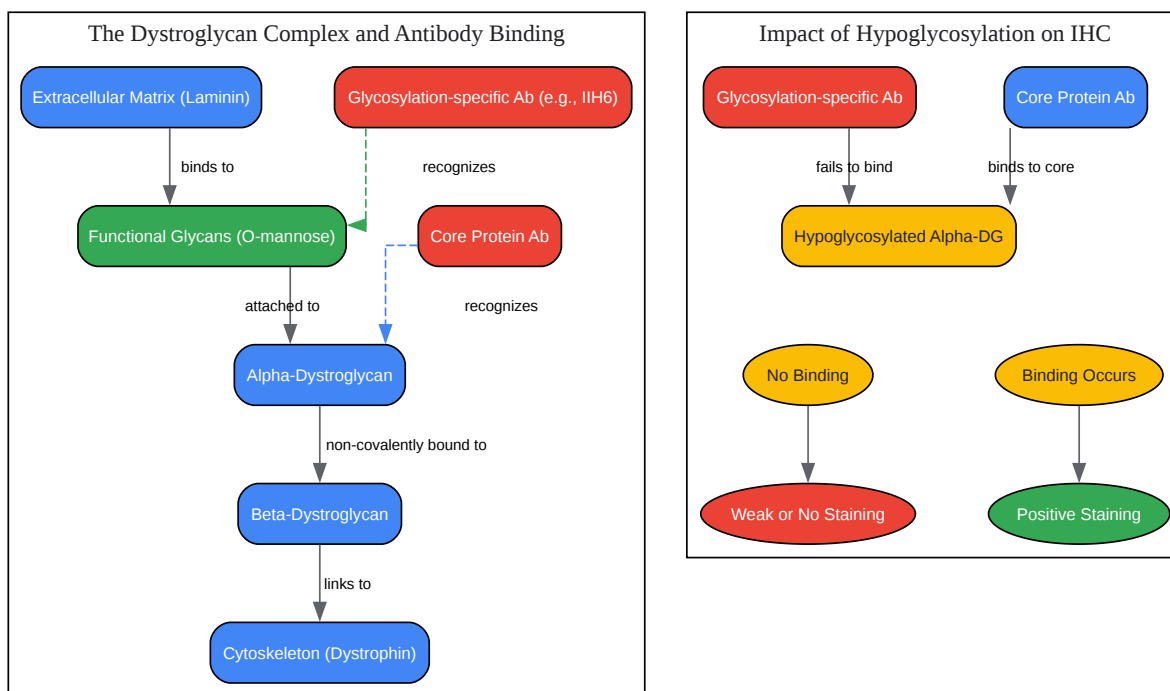 The Dystroglycan Complex and Antibody Binding
Extracellular Matrix (Laminin)
Glycosylation-specific Ab (e.g., IIH6)
binds to
recognizes
Functional Glycans (O-mannose)
Core Protein Ab
attached to
recognizes
Alpha-Dystroglycan
non-covalently bound to
Beta-Dystroglycan
links to
Cytoskeleton (Dystrophin)
Impact of Hypoglycosylation on IHC
Glycosylation-specific Ab
Core Protein Ab
fails to bind
binds to core
Hypoglycosylated Alpha-DG
No Binding
Binding Occurs
Weak or No Staining
Positive Staining